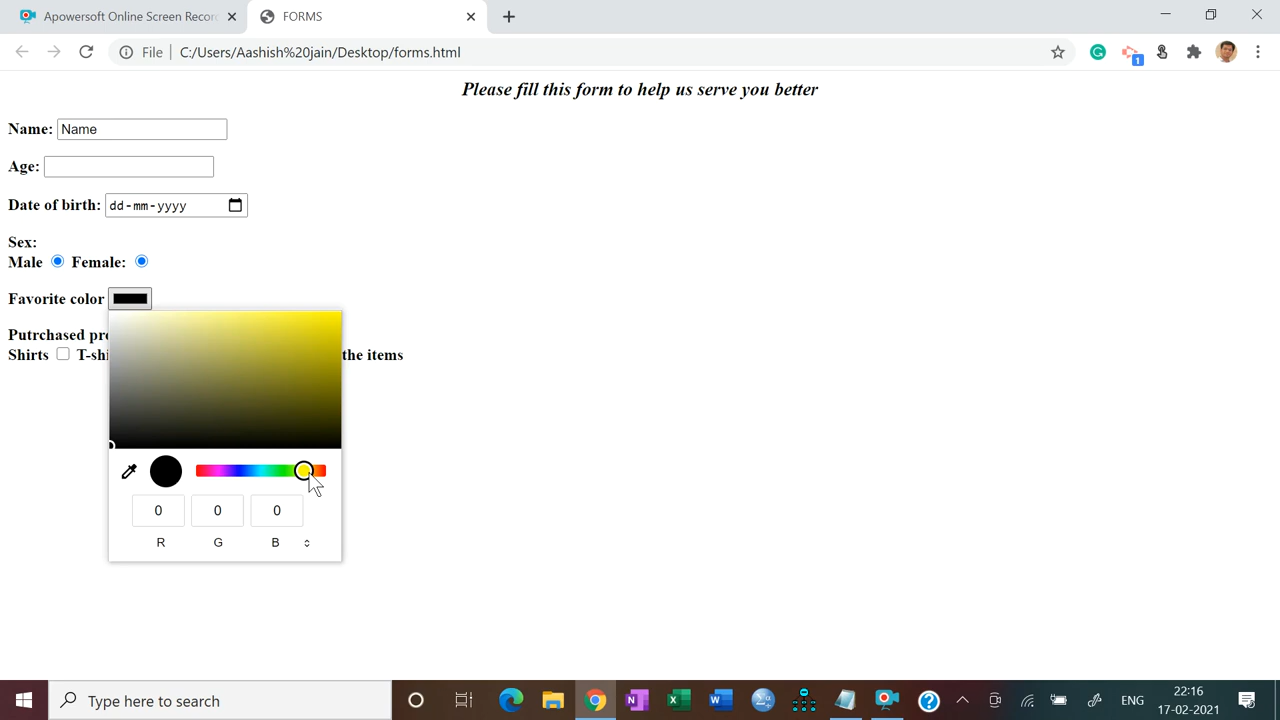 Apowersoft Online Screen Recor
FORMS
File
C:/Users/Aashish%20jain/Desktop/forms.html
1
Please fill this form to help us serve you better
Name: Name
Age:
Date of birth: dd-mm-yyyy
Sex:
Male Female:
Favorite color
Putrchased pr
Shirts T-shi the items
0 0 0
R G B
Type here to search
ENG
22:16
17-02-2021